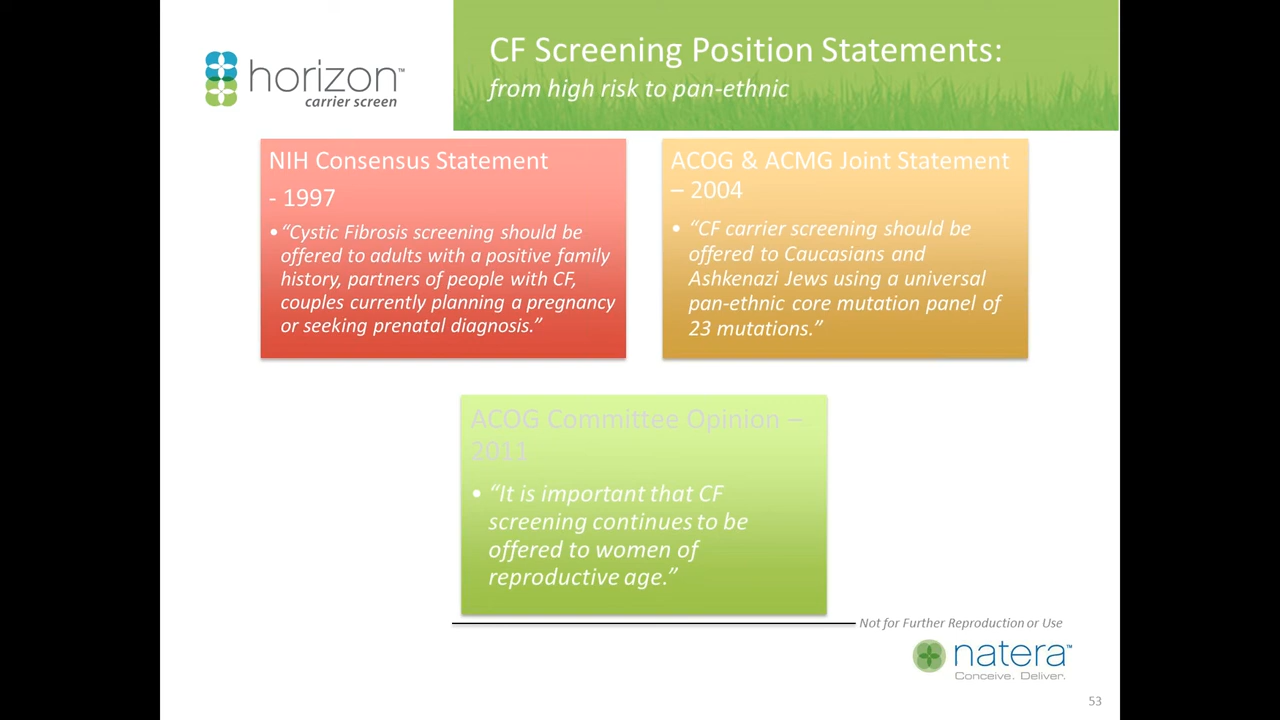 horizon™
carrier screen
CF Screening Position Statements:
from high risk to pan-ethnic
NIH Consensus Statement
- 1997
•“Cystic Fibrosis screening should be
offered to adults with a positive family
history, partners of people with CF,
couples currently planning a pregnancy
or seeking prenatal diagnosis.”
ACOG & ACMG Joint Statement
– 2004
• “CF carrier screening should be
offered to Caucasians and
Ashkenazi Jews using a universal
pan-ethnic core mutation panel of
23 mutations.”
ACOG Committee Opinion –
2011
• “It is important that CF
screening continues to be
offered to women of
reproductive age.”
Not for Further Reproduction or Use
natera™
Conceive. Deliver.
53